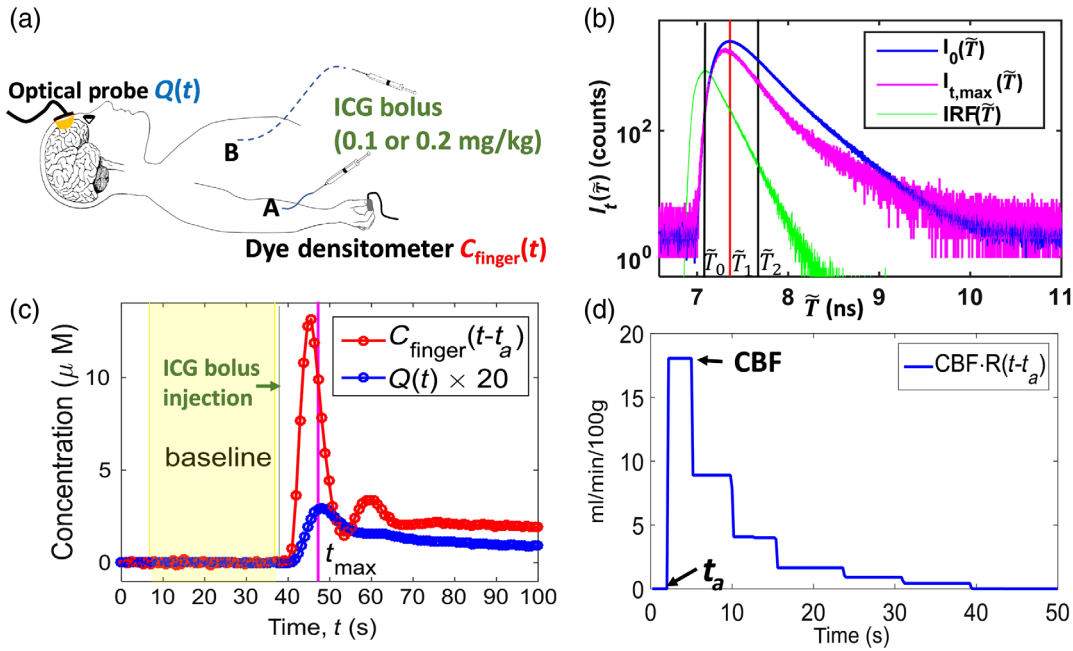 (a)
Optical probe Q(t)
ICG bolus
(0.1 or 0.2 mg/kg)
B
A
Dye densitometer C_finger(t)
(b)
I_t(T̃) (counts)
10^2
10^0
I_0(T̃)
I_t,max(T̃)
IRF(T̃)
T̃_0 T̃_1 T̃_2
7 8 9 10 11
T̃ (ns)
(c)
Concentration (μ M)
10
5
0
C_finger(t-t_a)
Q(t) × 20
ICG bolus
injection
baseline
t_max
0 10 20 30 40 50 60 70 80 90 100
Time, t (s)
(d)
ml/min/100g
20
15
10
5
0
CBF
CBF·R(t-t_a)
t_a
0 10 20 30 40 50
Time (s)